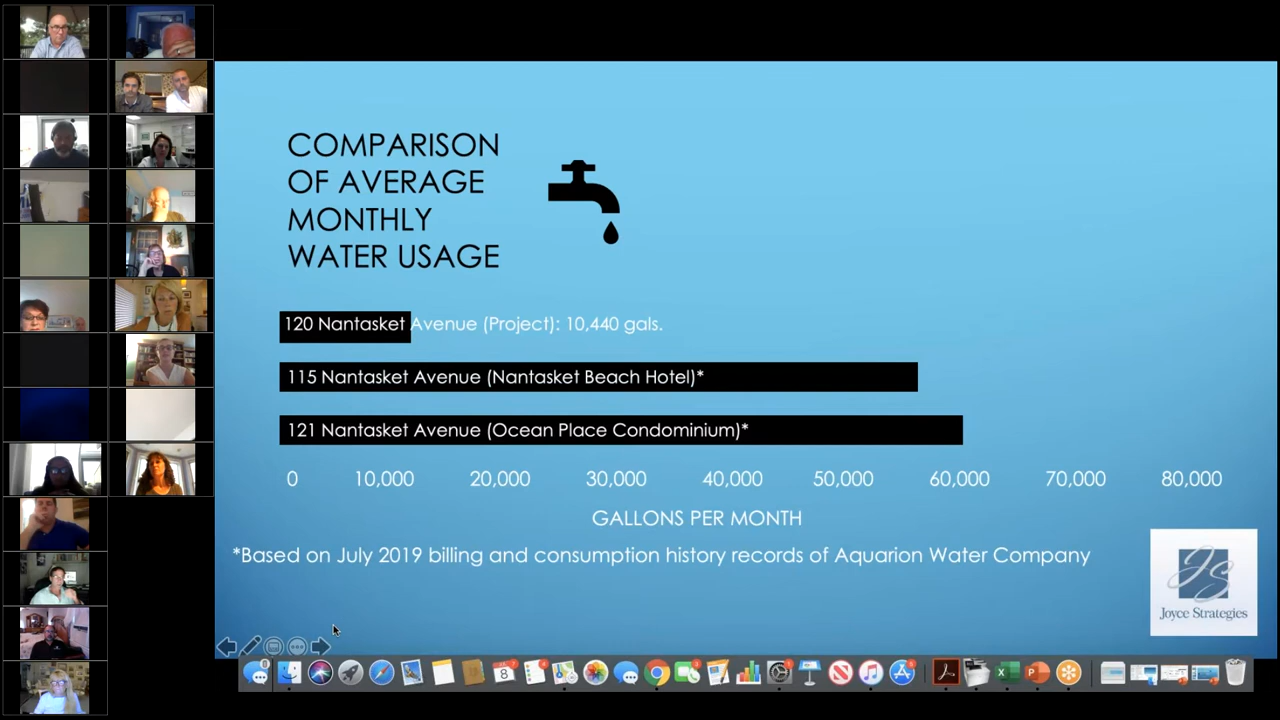 COMPARISON
OF AVERAGE
MONTHLY
WATER USAGE
120 Nantasket Avenue (Project): 10,440 gals.
115 Nantasket Avenue (Nantasket Beach Hotel)*
121 Nantasket Avenue (Ocean Place Condominium)*
0 10,000 20,000 30,000 40,000 50,000 60,000 70,000 80,000
GALLONS PER MONTH
*Based on July 2019 billing and consumption history records of Aquarion Water Company
JS
Joyce Strategies
8